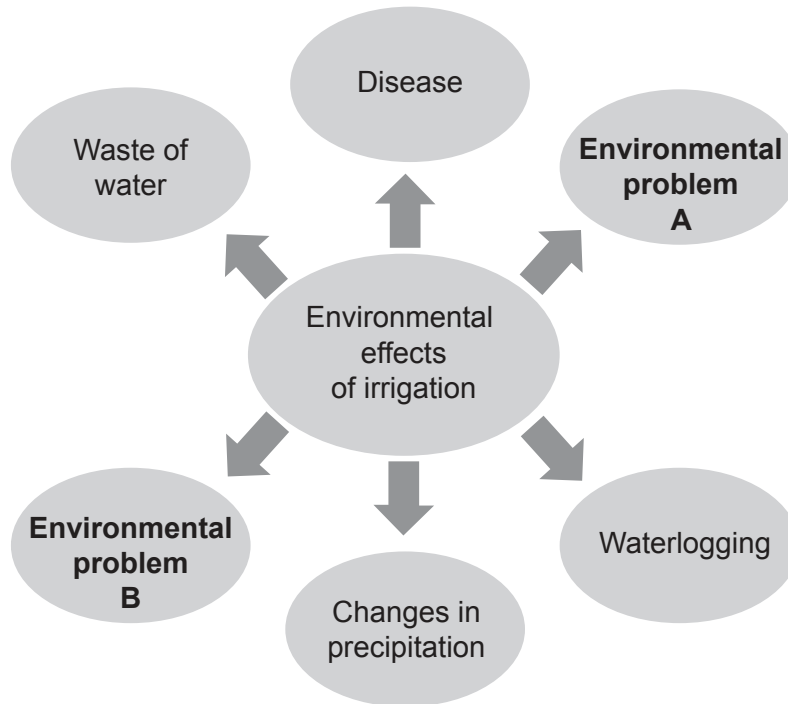 Disease
Waste of
water
Environmental
problem
A
Environmental
effects
of irrigation
Environmental
problem
B
Waterlogging
Changes in
precipitation